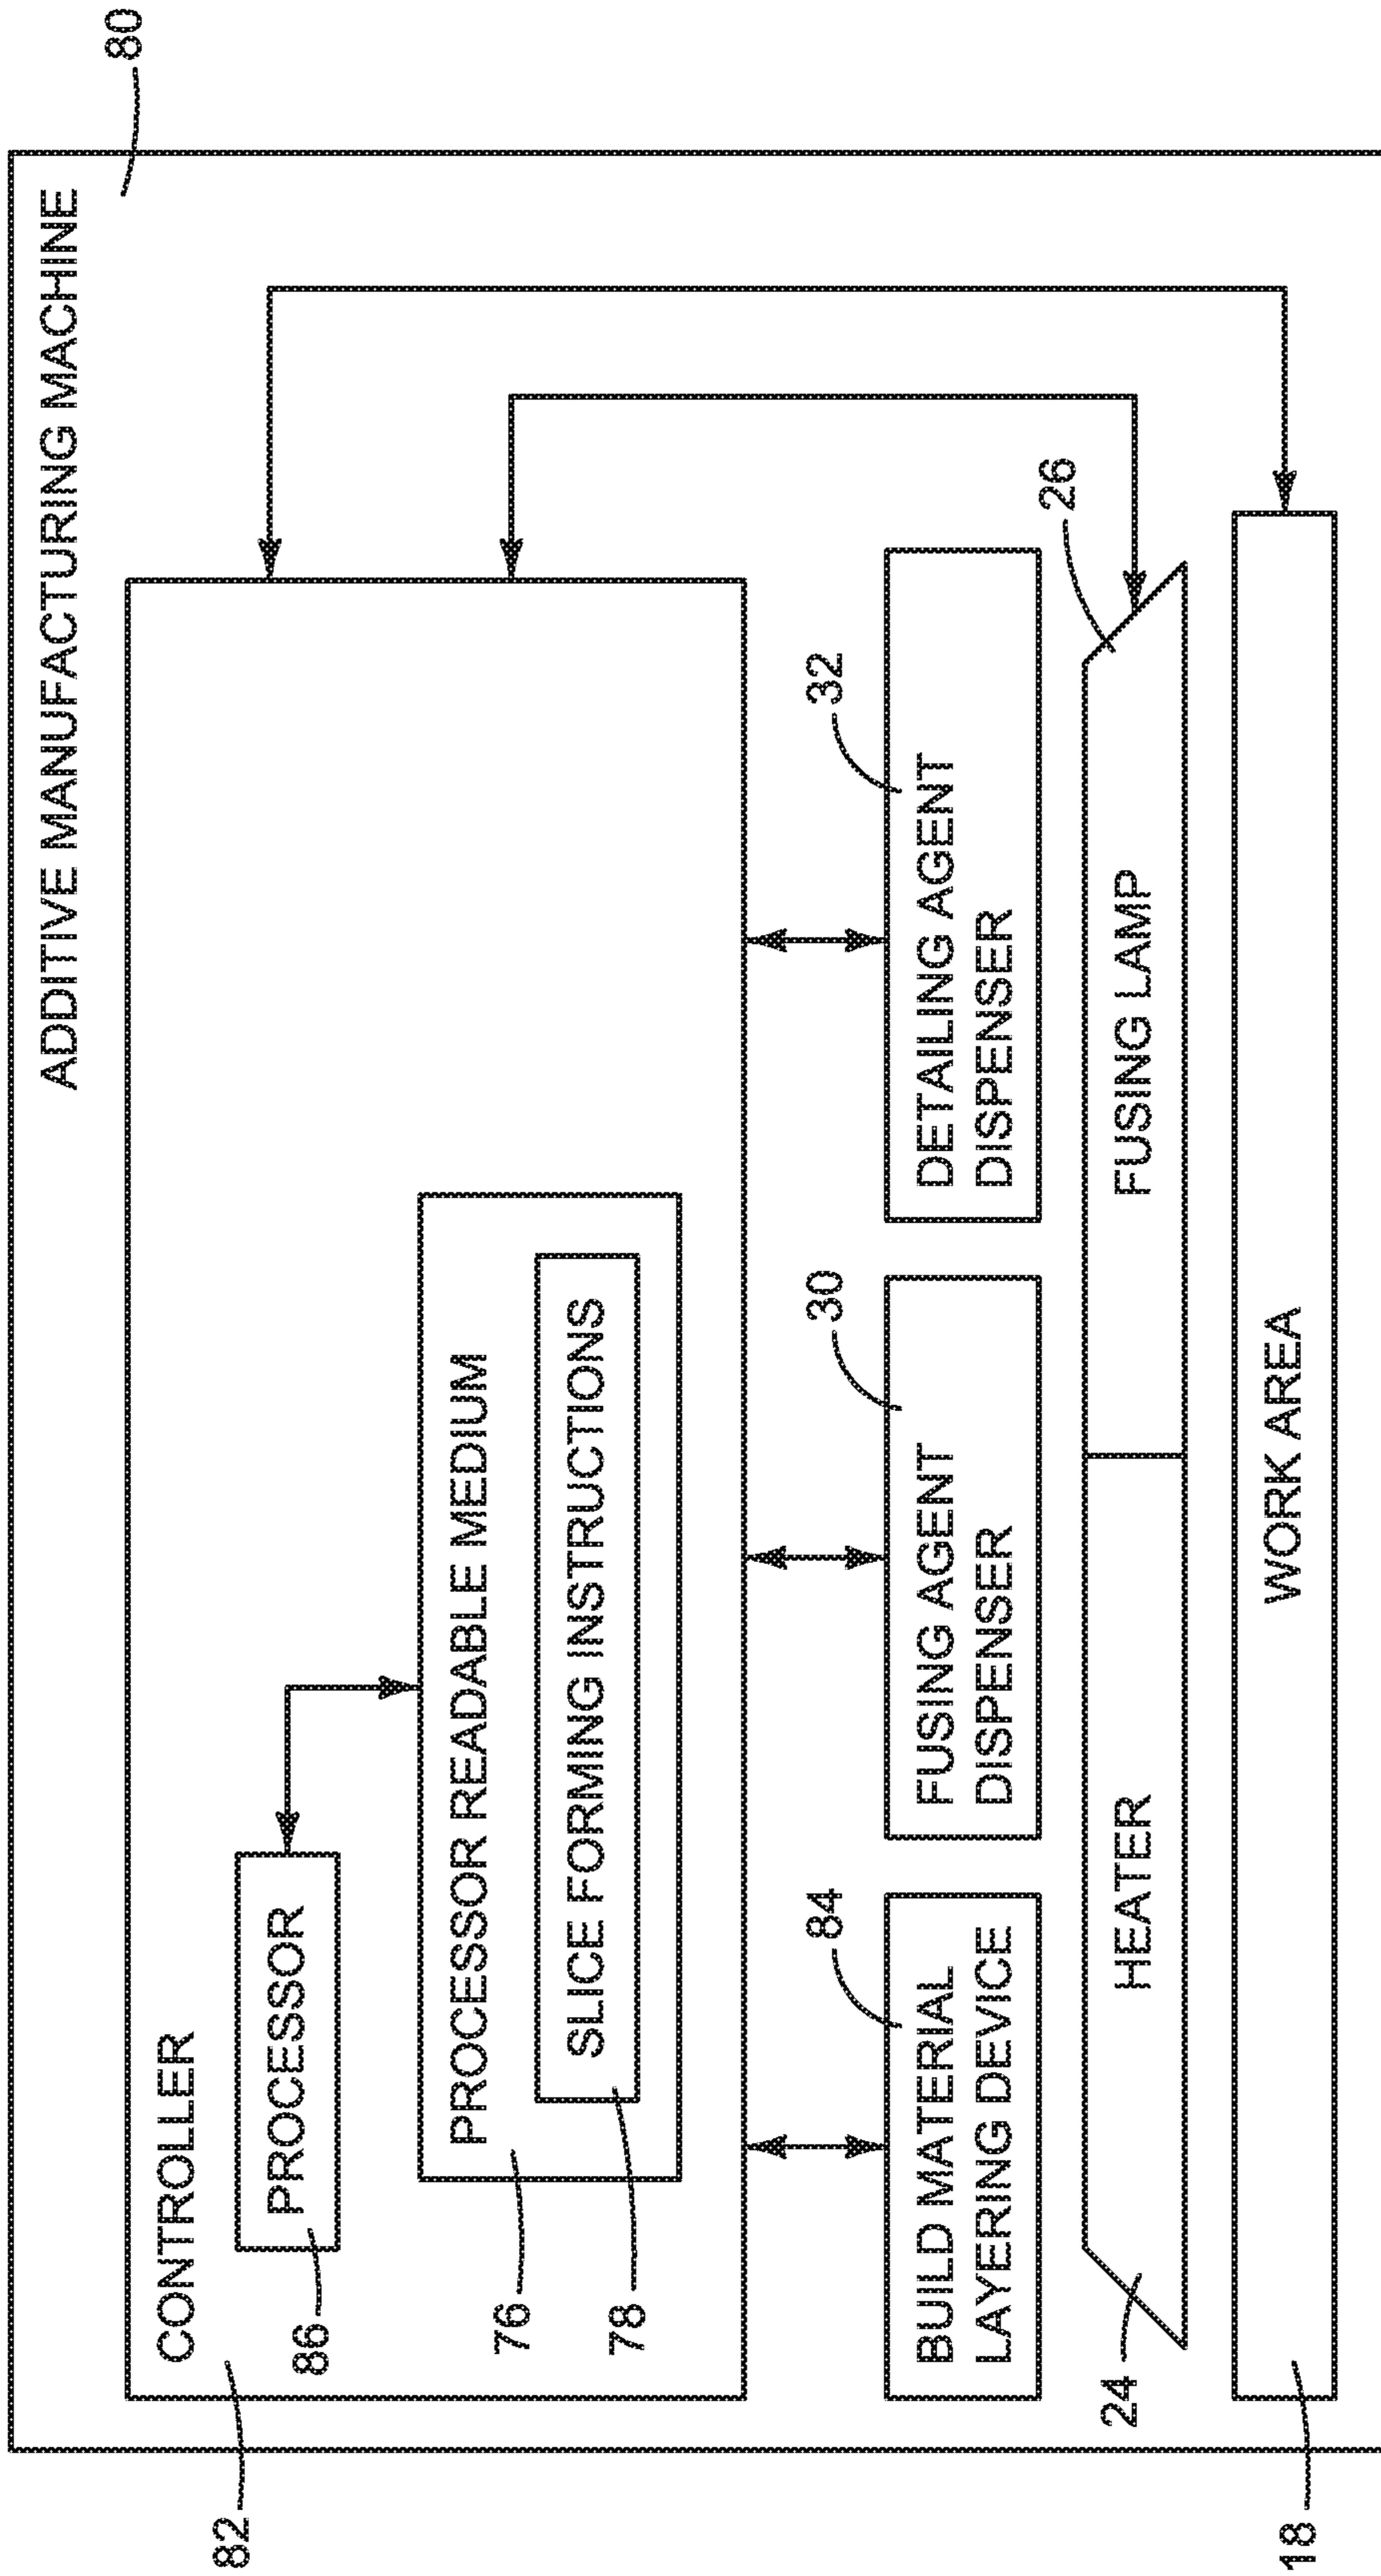 ADDITIVE MANUFACTURING MACHINE
80
CONTROLLER
82
PROCESSOR
86
PROCESSOR READABLE MEDIUM
76
SLICE FORMING INSTRUCTIONS
78
84
BUILD MATERIAL
LAYERING DEVICE
30
FUSING AGENT
DISPENSER
32
DETAILING AGENT
DISPENSER
26
24
HEATER
FUSING LAMP
WORK AREA
18